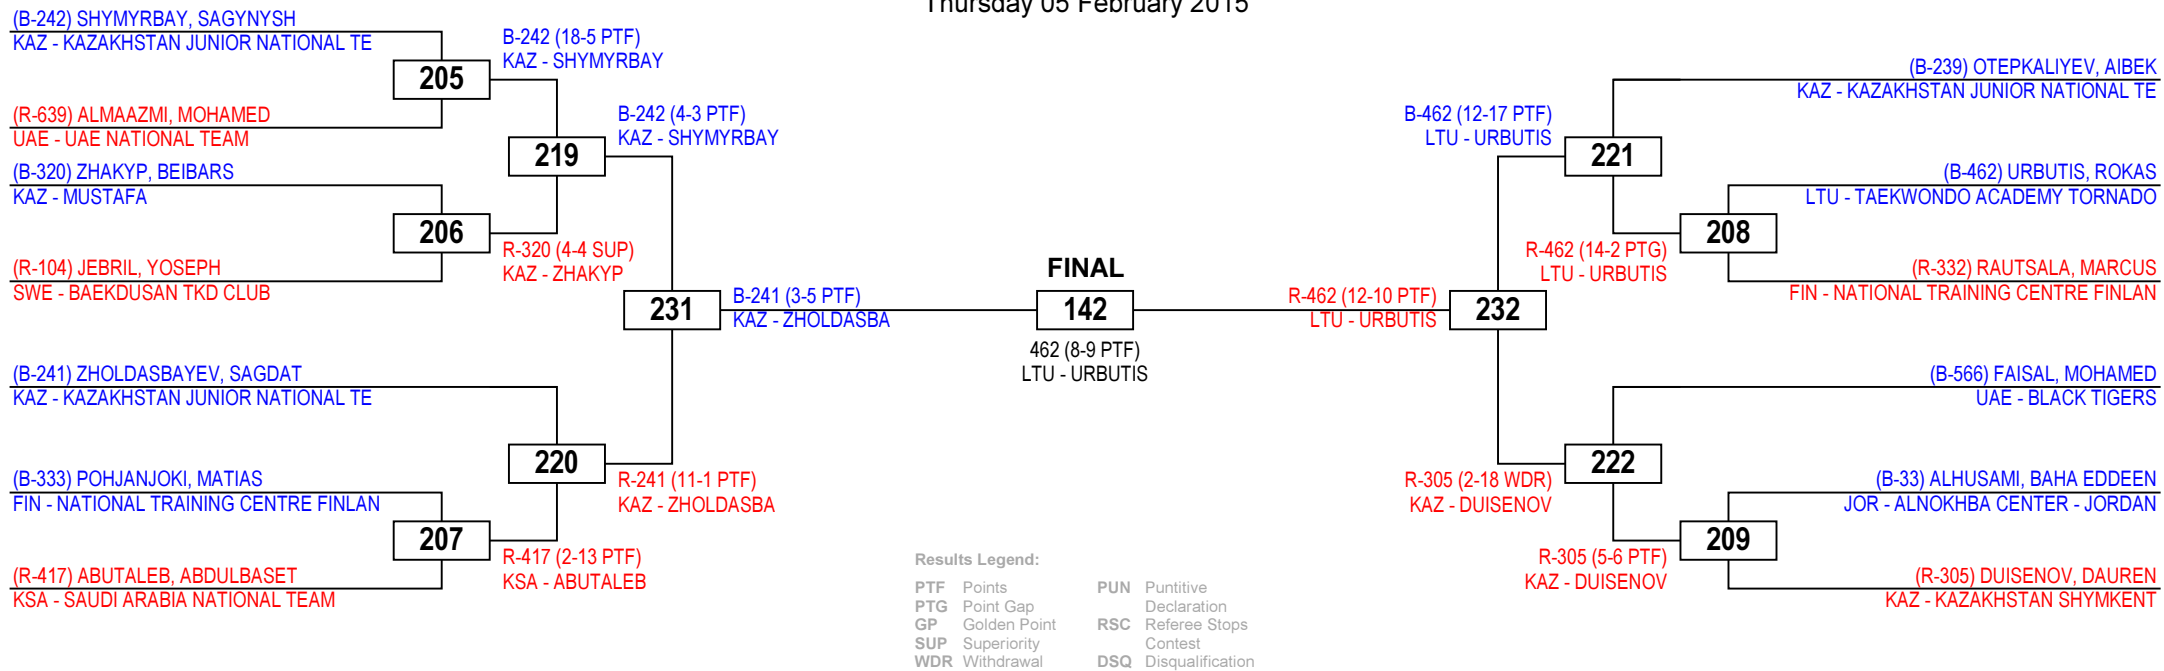 Thursday 05 February 2015
(B-242) SHYMYRBAY, SAGYNYSH
KAZ - KAZAKHSTAN JUNIOR NATIONAL TE
205
(R-639) ALMAAZMI, MOHAMED
UAE - UAE NATIONAL TEAM
B-242 (18-5 PTF)
KAZ - SHYMYRBAY
(B-320) ZHAKYP, BEIBARS
KAZ - MUSTAFA
206
(R-104) JEBRIL, YOSEPH
SWE - BAEKDUSAN TKD CLUB
R-320 (4-4 SUP)
KAZ - ZHAKYP
219
B-242 (4-3 PTF)
KAZ - SHYMYRBAY
(B-241) ZHOLDASBAYEV, SAGDAT
KAZ - KAZAKHSTAN JUNIOR NATIONAL TE
(B-333) POHJANJOKI, MATIAS
FIN - NATIONAL TRAINING CENTRE FINLAN
207
(R-417) ABUTALEB, ABDULBASET
KSA - SAUDI ARABIA NATIONAL TEAM
R-417 (2-13 PTF)
KSA - ABUTALEB
220
R-241 (11-1 PTF)
KAZ - ZHOLDASBA
231
B-241 (3-5 PTF)
KAZ - ZHOLDASBA
FINAL
142
462 (8-9 PTF)
LTU - URBUTIS
R-462 (12-10 PTF)
LTU - URBUTIS
232
B-462 (12-17 PTF)
LTU - URBUTIS
221
(B-239) OTEPKALIYEV, AIBEK
KAZ - KAZAKHSTAN JUNIOR NATIONAL TE
(B-462) URBUTIS, ROKAS
LTU - TAEKWONDO ACADEMY TORNADO
R-462 (14-2 PTG)
LTU - URBUTIS
208
(R-332) RAUTSALA, MARCUS
FIN - NATIONAL TRAINING CENTRE FINLAN
(B-566) FAISAL, MOHAMED
UAE - BLACK TIGERS
R-305 (2-18 WDR)
KAZ - DUISENOV
222
(B-33) ALHUSAMI, BAHA EDDEEN
JOR - ALNOKHBA CENTER - JORDAN
R-305 (5-6 PTF)
KAZ - DUISENOV
209
(R-305) DUISENOV, DAUREN
KAZ - KAZAKHSTAN SHYMKENT
Results Legend:
PTF Points
PTG Point Gap
GP Golden Point
SUP Superiority
WDR Withdrawal
PUN Puntitive
Declaration
RSC Referee Stops
Contest
DSQ Disqualification